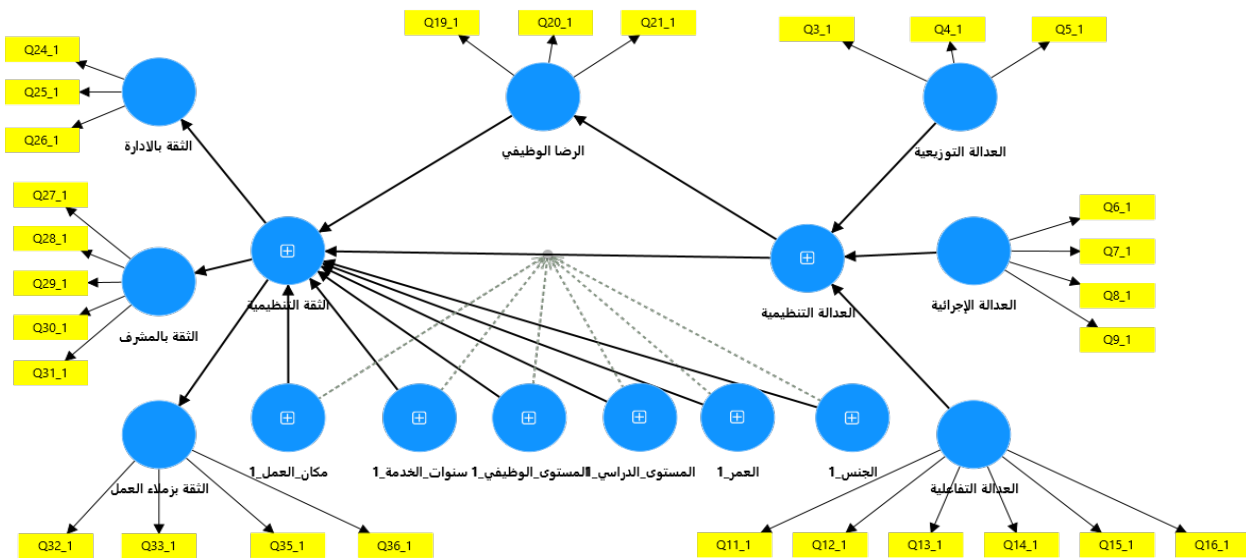 Q19_1
Q20_1
Q21_1
Q3_1
Q4_1
Q5_1
Q24_1
Q25_1
Q26_1
الثقة بالادارة
الرضا الوظيفي
العدالة التوزيعية
Q27_1
Q28_1
Q29_1
Q30_1
Q31_1
الثقة بالمشرف
الثقة التنظيمية
العدالة التنظيمية
العدالة الإجرائية
Q6_1
Q7_1
Q8_1
Q9_1
مكان_العمل_1
سنوات_الخدمة_1
المستوى_الوظيفي_1
المستوى_الدراسي_1
العمر_1
الجنس_1
الثقة بزملاء العمل
العدالة التفاعلية
Q32_1
Q33_1
Q35_1
Q36_1
Q11_1
Q12_1
Q13_1
Q14_1
Q15_1
Q16_1